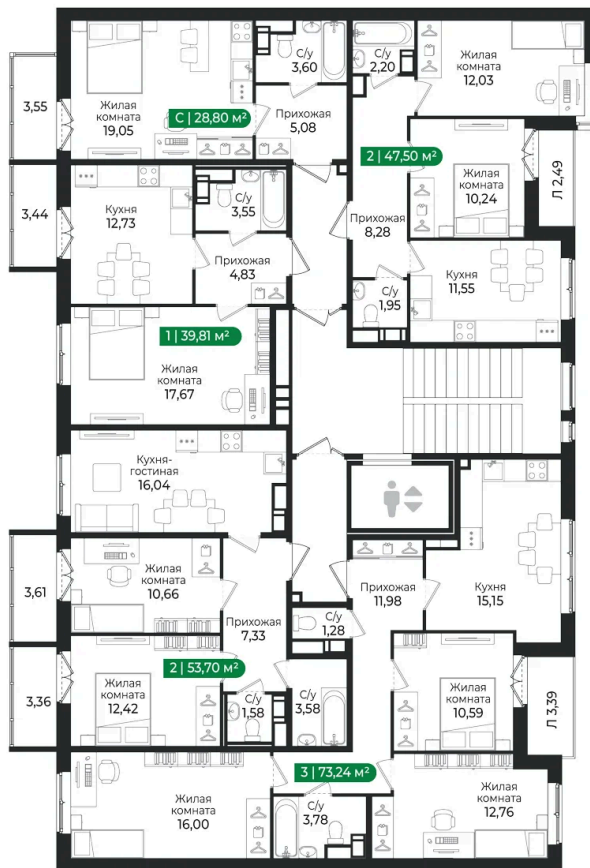 3,55
Жилая
комната
19,05
С | 28,80 м²
С/у
3,60
Прихожая
5,08
С/у
2,20
Жилая
комната
12,03
2 | 47,50 м²
Жилая
комната
10,24
Л 2,49
3,44
Кухня
12,73
С/у
3,55
Прихожая
4,83
Прихожая
8,28
С/у
1,95
Кухня
11,55
1 | 39,81 м²
Жилая
комната
17,67
Кухня-
гостиная
16,04
3,61
Жилая
комната
10,66
Прихожая
7,33
С/у
1,28
Прихожая
11,98
Кухня
15,15
3,36
2 | 53,70 м²
Жилая
комната
12,42
С/у
1,58
С/у
3,58
Жилая
комната
10,59
Л 3,39
3 | 73,24 м²
Жилая
комната
16,00
С/у
3,78
Жилая
комната
12,76